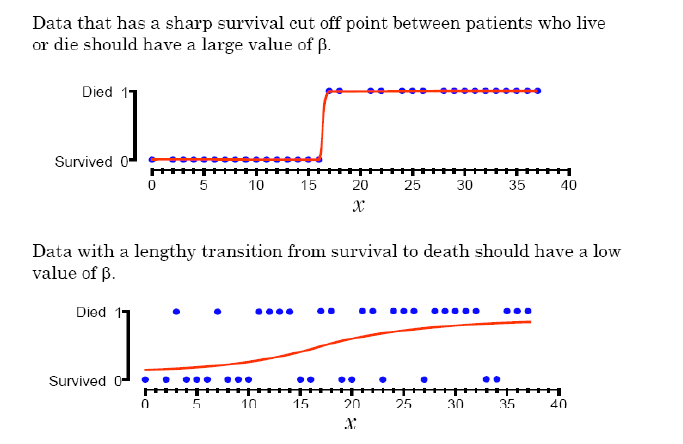 Data that has a sharp survival cut off point between patients who live
or die should have a large value of β.
Died 1
Survived 0
0 5 10 15 20 25 30 35 40
x
Data with a lengthy transition from survival to death should have a low
value of β.
Died 1
Survived 0
0 5 10 15 20 25 30 35 40
x